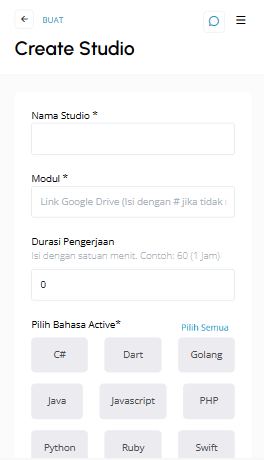 BUAT
Create Studio
Nama Studio *
Modul *
Link Google Drive (Isi dengan # jika tidak
Durasi Pengerjaan
Isi dengan satuan menit. Contoh: 60 (1 Jam)
0
Pilih Bahasa Active*
Pilih Semua
C#
Dart
Golang
Java
Javascript
PHP
Python
Ruby
Swift